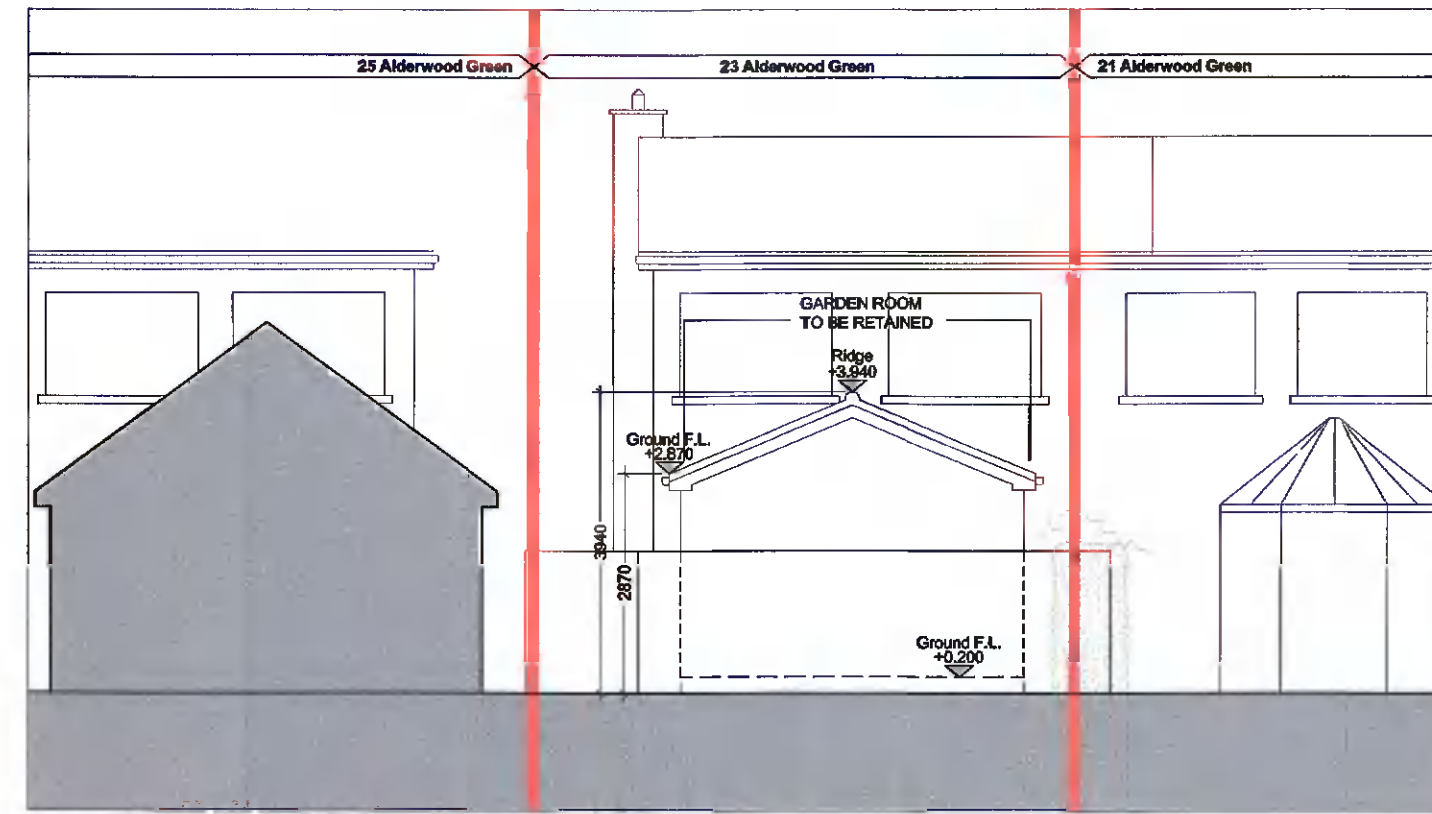 25 Alderwood Green
23 Alderwood Green
21 Alderwood Green
GARDEN ROOM
TO BE RETAINED
Ridge
+3.940
Ground F.L.
+2.870
3940
2870
Ground F.L.
+0.200